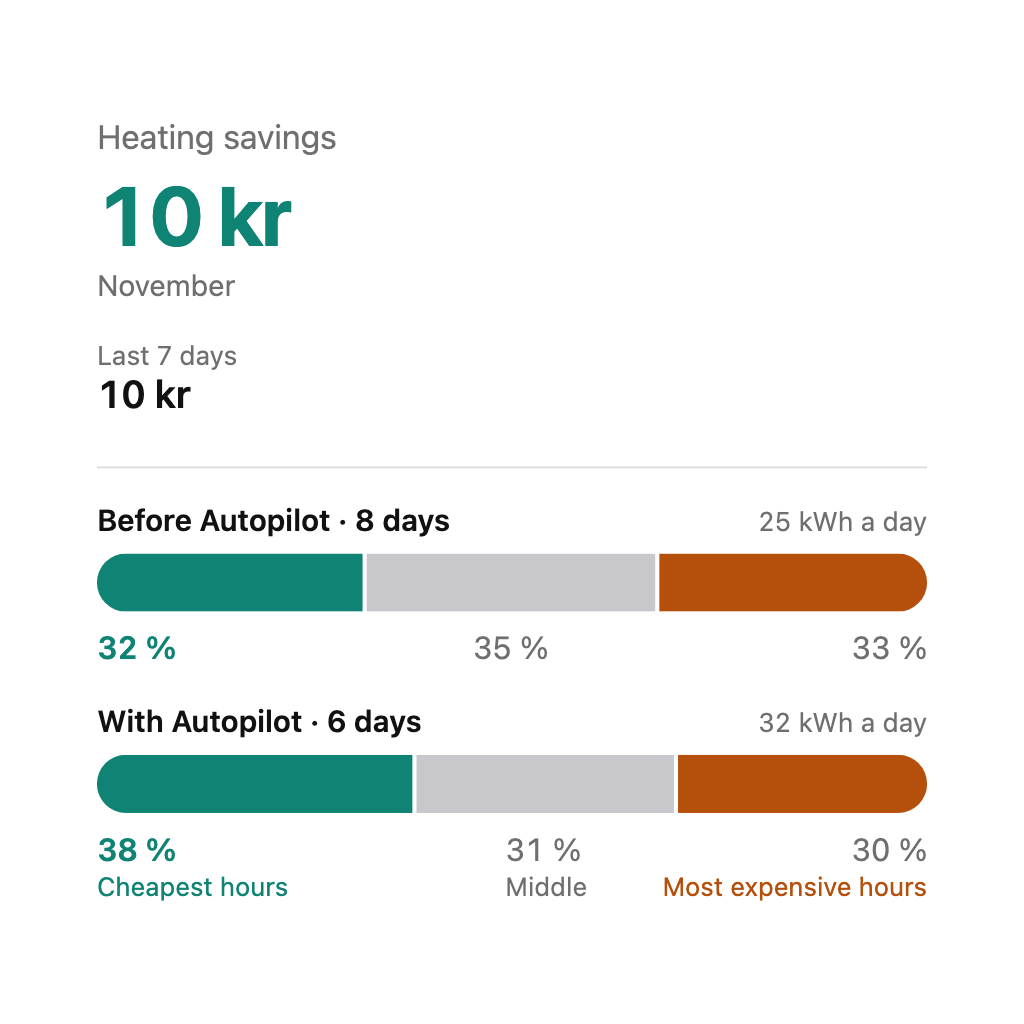 Heating savings
10 kr
November
Last 7 days
10 kr
Before Autopilot · 8 days 25 kWh a day
32 % 35 % 33 %
With Autopilot · 6 days 32 kWh a day
38 % 31 % 30 %
Cheapest hours Middle Most expensive hours